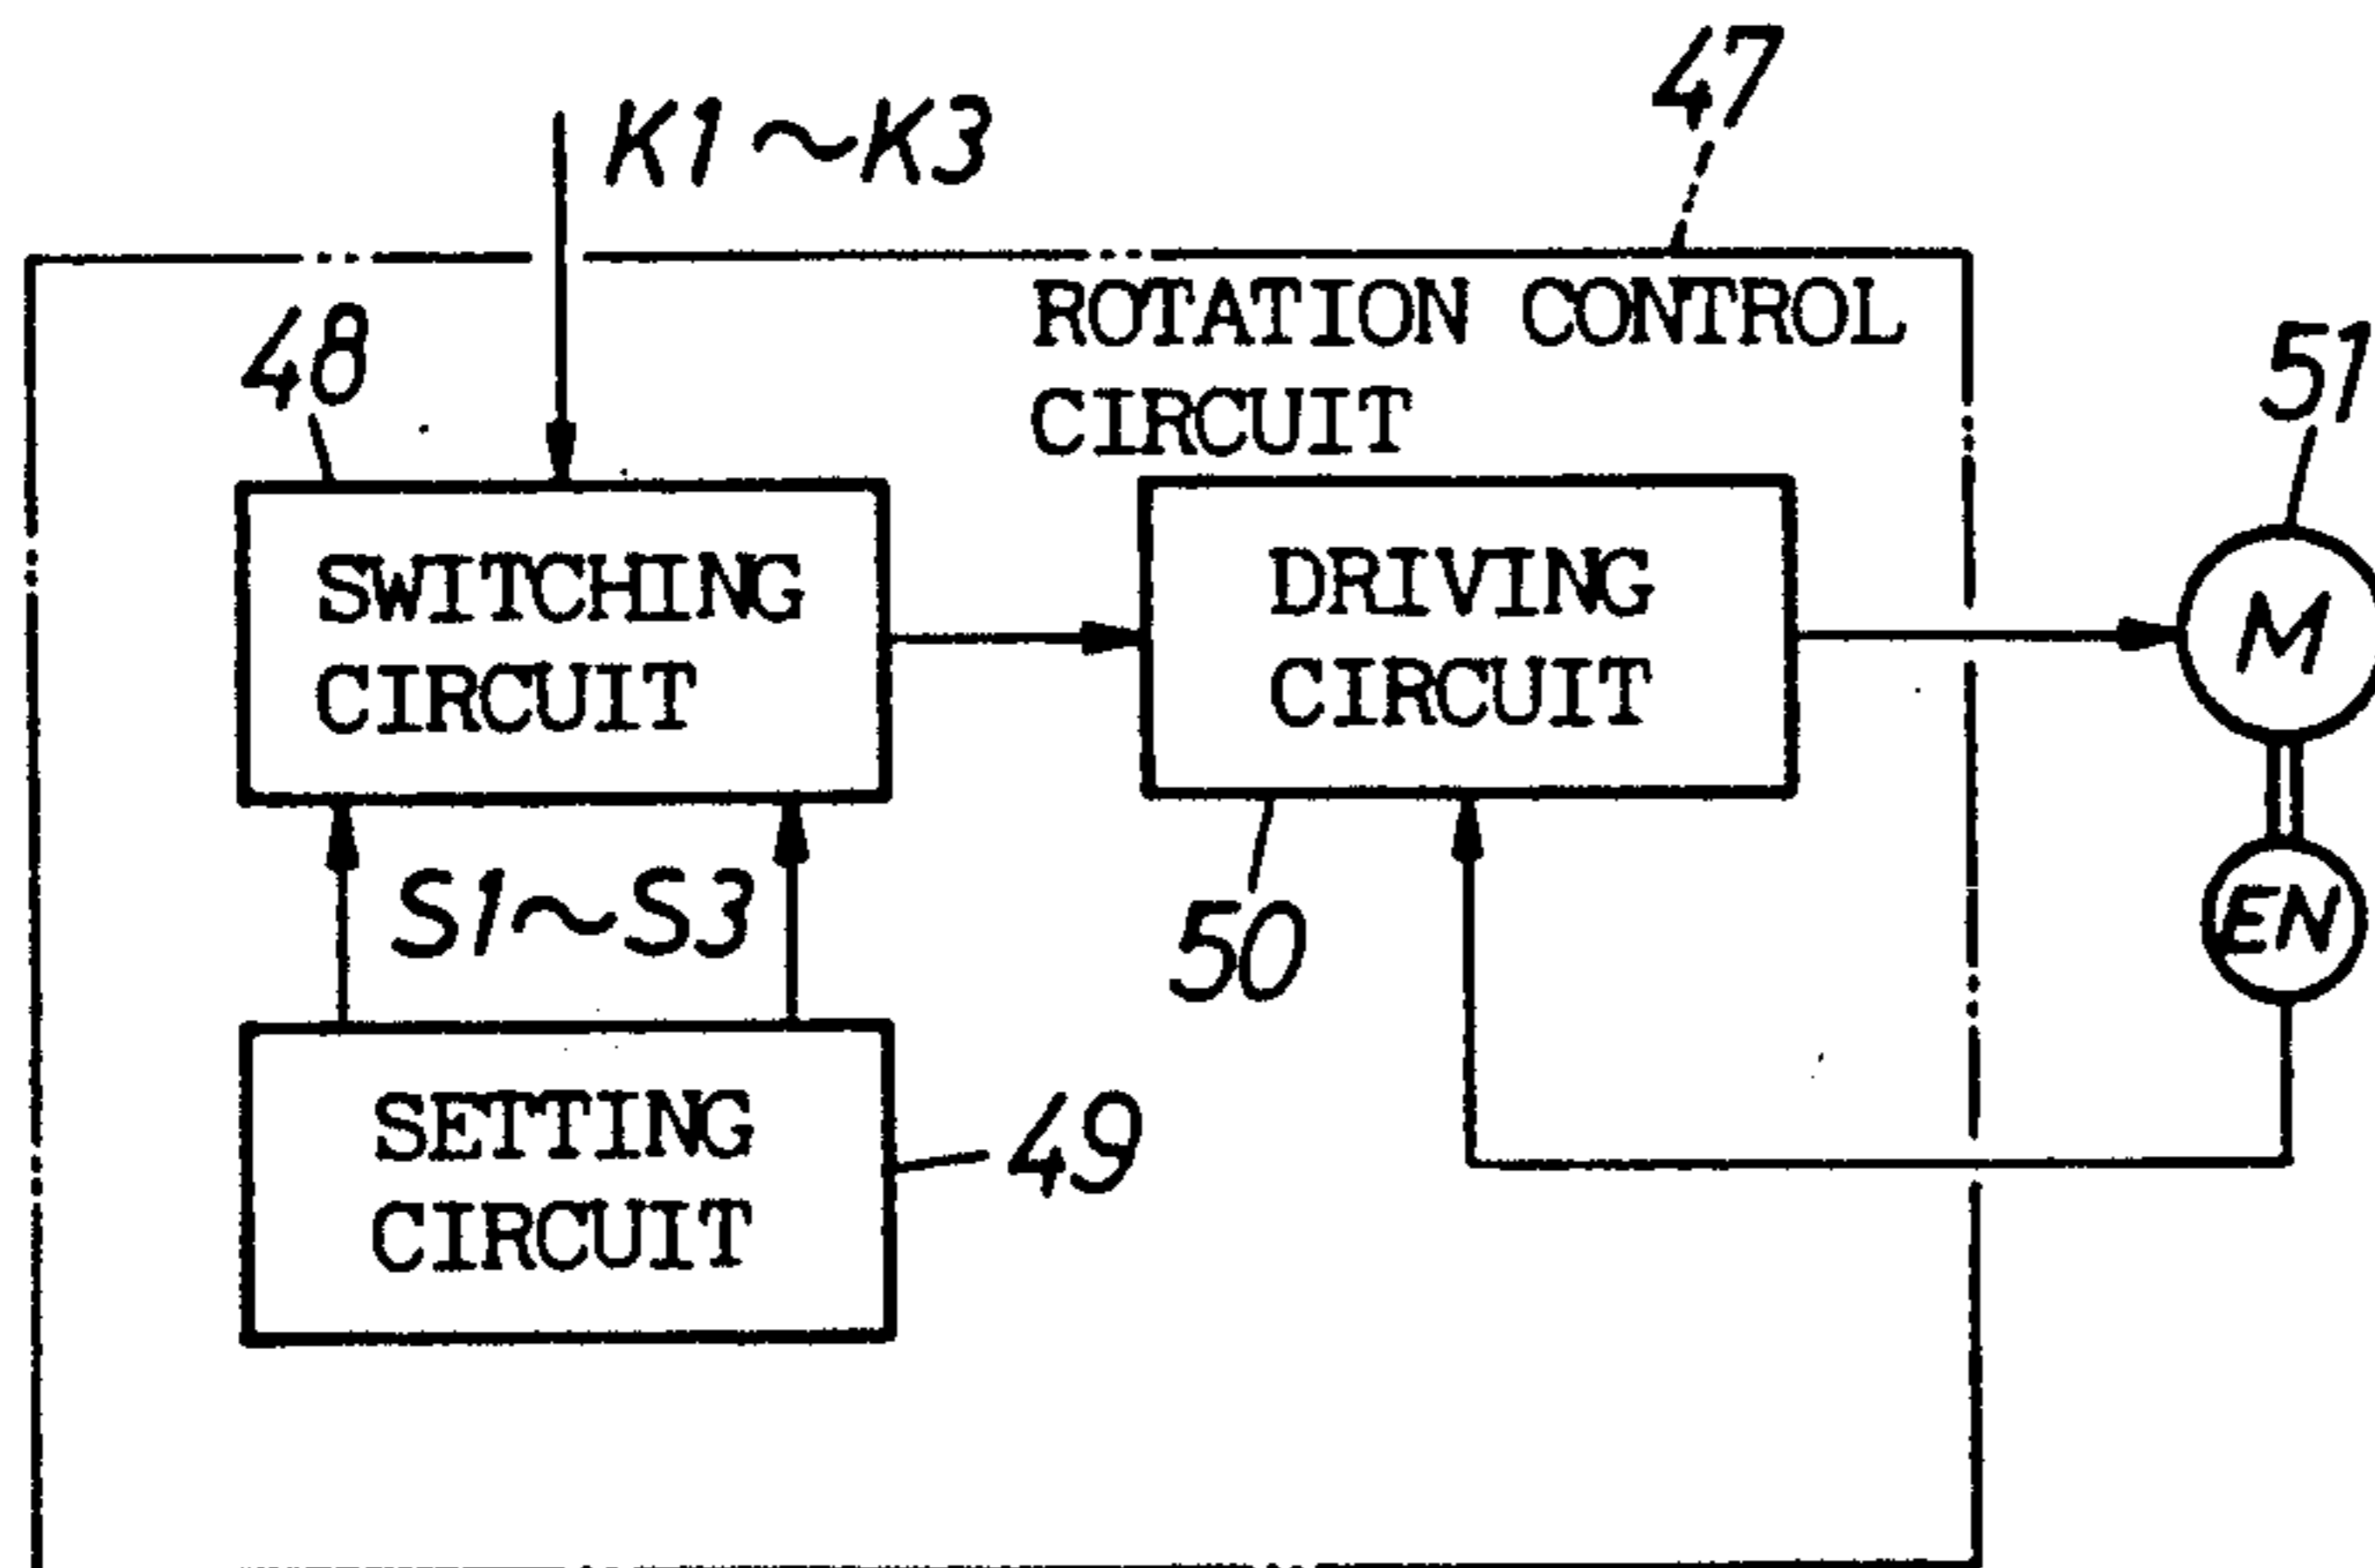 47
K1~K3
ROTATION CONTROL
CIRCUIT
48
51
SWITCHING
CIRCUIT
DRIVING
CIRCUIT
M
S1~S3
50
EN
SETTING
CIRCUIT
49